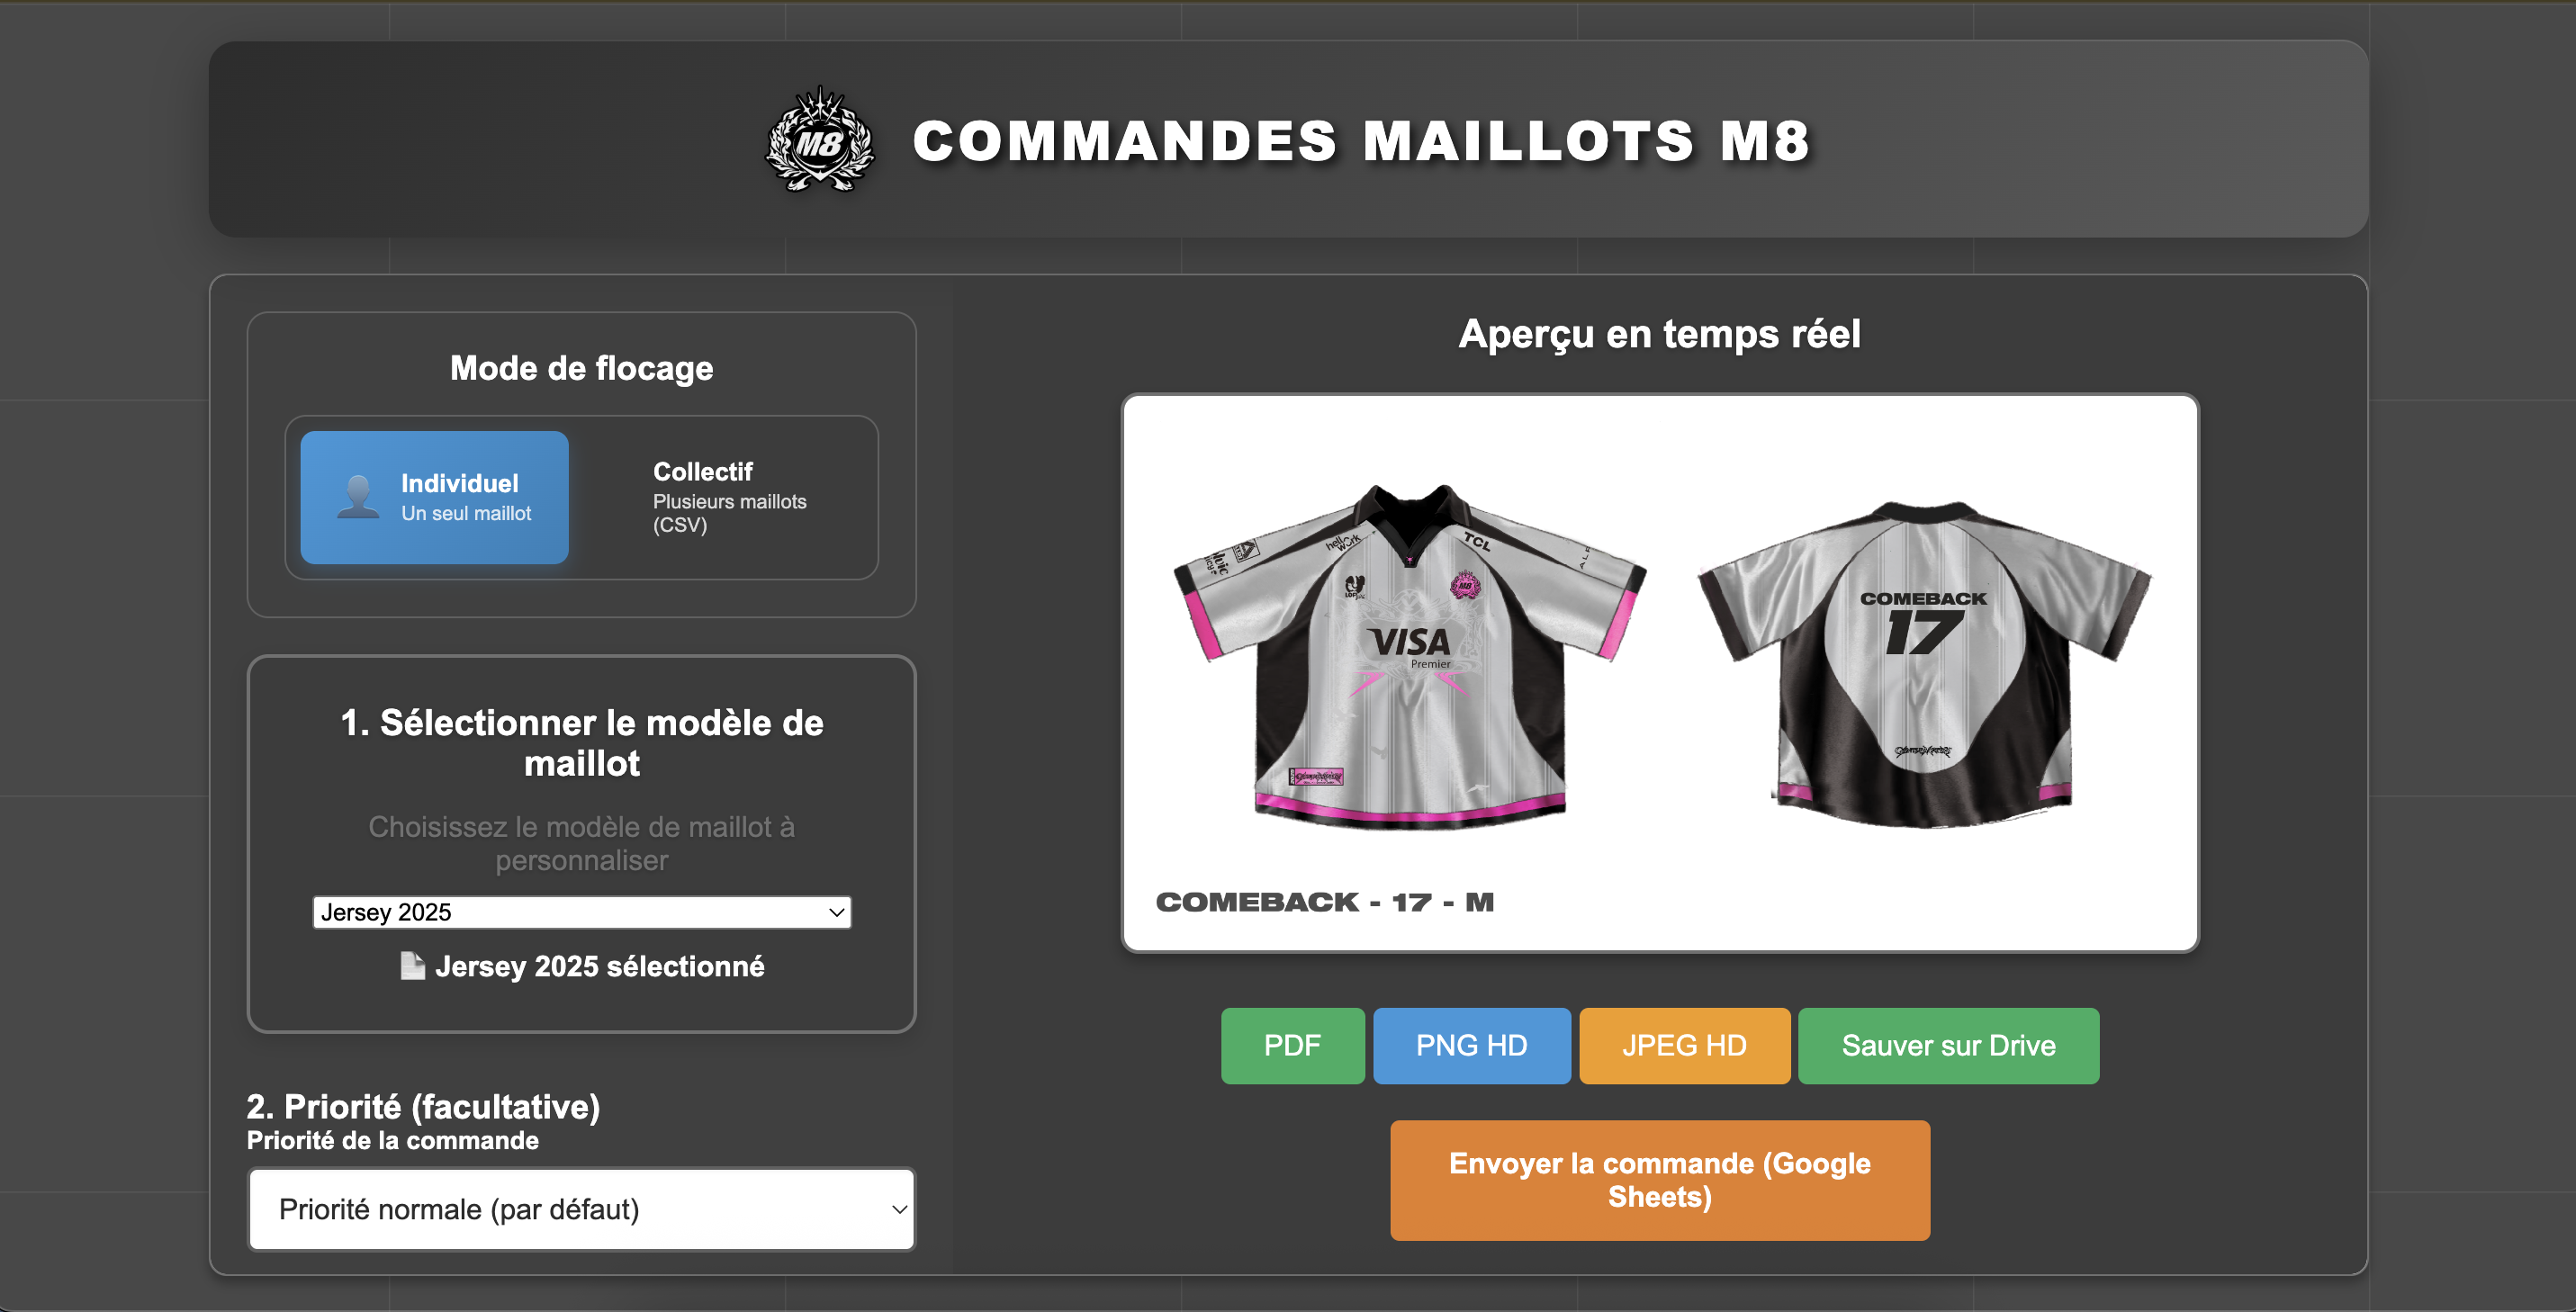 M8
COMMANDES MAILLOTS M8
Mode de flocage
Individuel
Un seul maillot
Collectif
Plusieurs maillots
(CSV)
1. Sélectionner le modèle de
maillot
Choisissez le modèle de maillot à
personnaliser
Jersey 2025
Jersey 2025 sélectionné
2. Priorité (facultative)
Priorité de la commande
Priorité normale (par défaut)
Aperçu en temps réel
hellwork
TCL
M8
VISA
Premier
COMEBACK
17
COMEBACK - 17 - M
PDF
PNG HD
JPEG HD
Sauver sur Drive
Envoyer la commande (Google
Sheets)